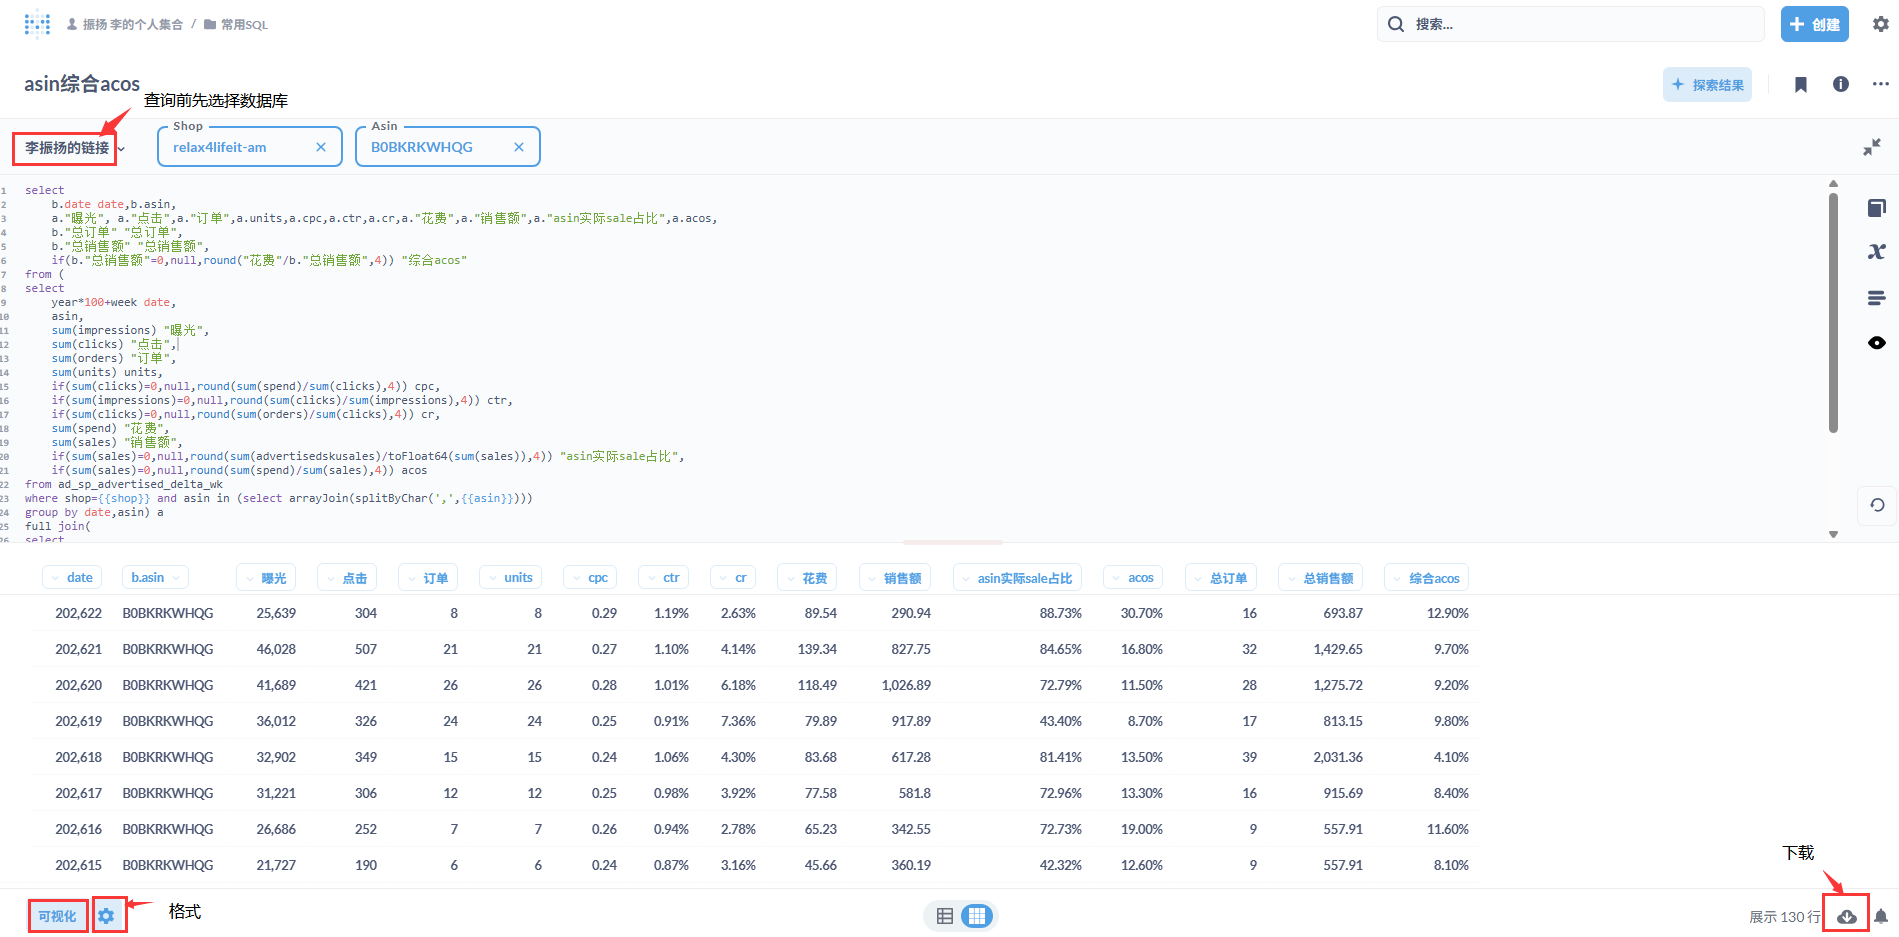 振扬 李的个人集合 / 常用SQL
搜索...
创建
asin综合acos
查询前先选择数据库
探索结果
李振扬的链接
Shop
relax4lifeit-am
Asin
B0BKRKWHQG
1 select
2 b.date date,b.asin,
3 a."曝光", a."点击",a."订单",a.units,a.cpc,a.ctr,a.cr,a."花费",a."销售额",a."asin实际sale占比",a.acos,
4 b."总订单" "总订单",
5 b."总销售额" "总销售额",
6 if(b."总销售额"=0,null,round("花费"/b."总销售额",4)) "综合acos"
7 from (
8 select
9 year*100+week date,
10 asin,
11 sum(impressions) "曝光",
12 sum(clicks) "点击",
13 sum(orders) "订单",
14 sum(units) units,
15 if(sum(clicks)=0,null,round(sum(spend)/sum(clicks),4)) cpc,
16 if(sum(impressions)=0,null,round(sum(clicks)/sum(impressions),4)) ctr,
17 if(sum(clicks)=0,null,round(sum(orders)/sum(clicks),4)) cr,
18 sum(spend) "花费",
19 sum(sales) "销售额",
20 if(sum(sales)=0,null,round(sum(advertisedskusales)/toFloat64(sum(sales)),4)) "asin实际sale占比",
21 if(sum(sales)=0,null,round(sum(spend)/sum(sales),4)) acos
22 from ad_sp_advertised_delta_wk
23 where shop={{shop}} and asin in (select arrayJoin(splitByChar(',',{{asin}})))
24 group by date,asin) a
25 full join(
26 select
date b.asin 曝光 点击 订单 units cpc ctr cr 花费 销售额 asin实际sale占比 acos 总订单 总销售额 综合acos
202,622 B0BKRKWHQG 25,639 304 8 8 0.29 1.19% 2.63% 89.54 290.94 88.73% 30.70% 16 693.87 12.90%
202,621 B0BKRKWHQG 46,028 507 21 21 0.27 1.10% 4.14% 139.34 827.75 84.65% 16.80% 32 1,429.65 9.70%
202,620 B0BKRKWHQG 41,689 421 26 26 0.28 1.01% 6.18% 118.49 1,026.89 72.79% 11.50% 28 1,275.72 9.20%
202,619 B0BKRKWHQG 36,012 326 24 24 0.25 0.91% 7.36% 79.89 917.89 43.40% 8.70% 17 813.15 9.80%
202,618 B0BKRKWHQG 32,902 349 15 15 0.24 1.06% 4.30% 83.68 617.28 81.41% 13.50% 39 2,031.36 4.10%
202,617 B0BKRKWHQG 31,221 306 12 12 0.25 0.98% 3.92% 77.58 581.8 72.96% 13.30% 16 915.69 8.40%
202,616 B0BKRKWHQG 26,686 252 7 7 0.26 0.94% 2.78% 65.23 342.55 72.73% 19.00% 9 557.91 11.60%
202,615 B0BKRKWHQG 21,727 190 6 6 0.24 0.87% 3.16% 45.66 360.19 42.32% 12.60% 9 557.91 8.10%
下载
可视化
格式
展示 130 行